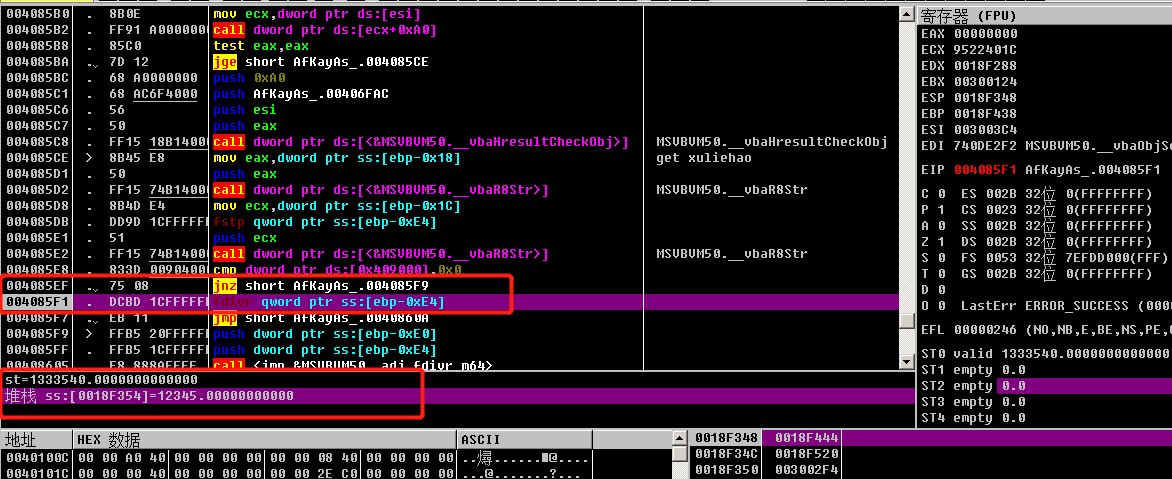 004085B0 . 8B0E mov ecx,dword ptr ds:[esi]
004085B2 . FF91 A0000000 call dword ptr ds:[ecx+0xA0]
004085B8 . 85C0 test eax,eax
004085BA . 7D 12 jge short AfKayAs_.004085CE
004085BC . 68 A0000000 push 0xA0
004085C1 . 68 AC6F4000 push AfKayAs_.00406FAC
004085C6 . 56 push esi
004085C7 . 50 push eax
004085C8 . FF15 18B14000 call dword ptr ds:[<&MSVBVM50.__vbaHresultCheckObj>] MSVBVM50.__vbaHresultCheckObj
004085CE > 8B45 E8 mov eax,dword ptr ss:[ebp-0x18] get xuliehao
004085D1 . 50 push eax
004085D2 . FF15 74B14000 call dword ptr ds:[<&MSVBVM50.__vbaR8Str>] MSVBVM50.__vbaR8Str
004085D8 . 8B4D E4 mov ecx,dword ptr ss:[ebp-0x1C]
004085DB . DD9D 1CFFFFFF fstp qword ptr ss:[ebp-0xE4]
004085E1 . 51 push ecx
004085E2 . FF15 74B14000 call dword ptr ds:[<&MSVBVM50.__vbaR8Str>] MSVBVM50.__vbaR8Str
004085E8 . 833D 00904000 cmp dword ptr ds:[0x409000],0x0
004085EF . 75 08 jnz short AfKayAs_.004085F9
004085F1 . DCBD 1CFFFFFF fdivr qword ptr ss:[ebp-0xE4]
004085F7 . EB 11 jmp short AfKayAs_.0040860A
004085F9 > FFB5 20FFFFFF push dword ptr ss:[ebp-0xE0]
004085FF . FFB5 1CFFFFFF push dword ptr ss:[ebp-0xE4]
00408605 . E8 888AFFFF call <jmp.&MSVBVM50._adj_fdivr_m64>
st=1333540.0000000000000
堆栈 ss:[0018F354]=12345.00000000000
寄存器 (FPU)
EAX 00000000
ECX 9522401C
EDX 0018F288
EBX 00300124
ESP 0018F348
EBP 0018F438
ESI 003003C4
EDI 740DE2F2 MSVBVM50.__vbaObjSe
EIP 004085F1 AfKayAs_.004085F1
C 0 ES 002B 32位 0(FFFFFFFF)
P 1 CS 0023 32位 0(FFFFFFFF)
A 0 SS 002B 32位 0(FFFFFFFF)
Z 1 DS 002B 32位 0(FFFFFFFF)
S 0 FS 0053 32位 7EFDD000(FFF)
T 0 GS 002B 32位 0(FFFFFFFF)
D 0
O 0 LastErr ERROR_SUCCESS (000
EFL 00000246 (NO,NB,E,BE,NS,PE,
ST0 valid 1333540.0000000000000
ST1 empty 0.0
ST2 empty 0.0
ST3 empty 0.0
ST4 empty 0.0
地址 HEX 数据 ASCII
0040100C 00 00 A0 40 00 00 00 00 00 00 08 40 00 00 00 00
0040101C 00 00 00 00 00 00 00 00 00 00 2E C0 00 00 00 00 ...@.......?...
0018F348 0018F444
0018F34C 0018F520
0018F350 003002F4